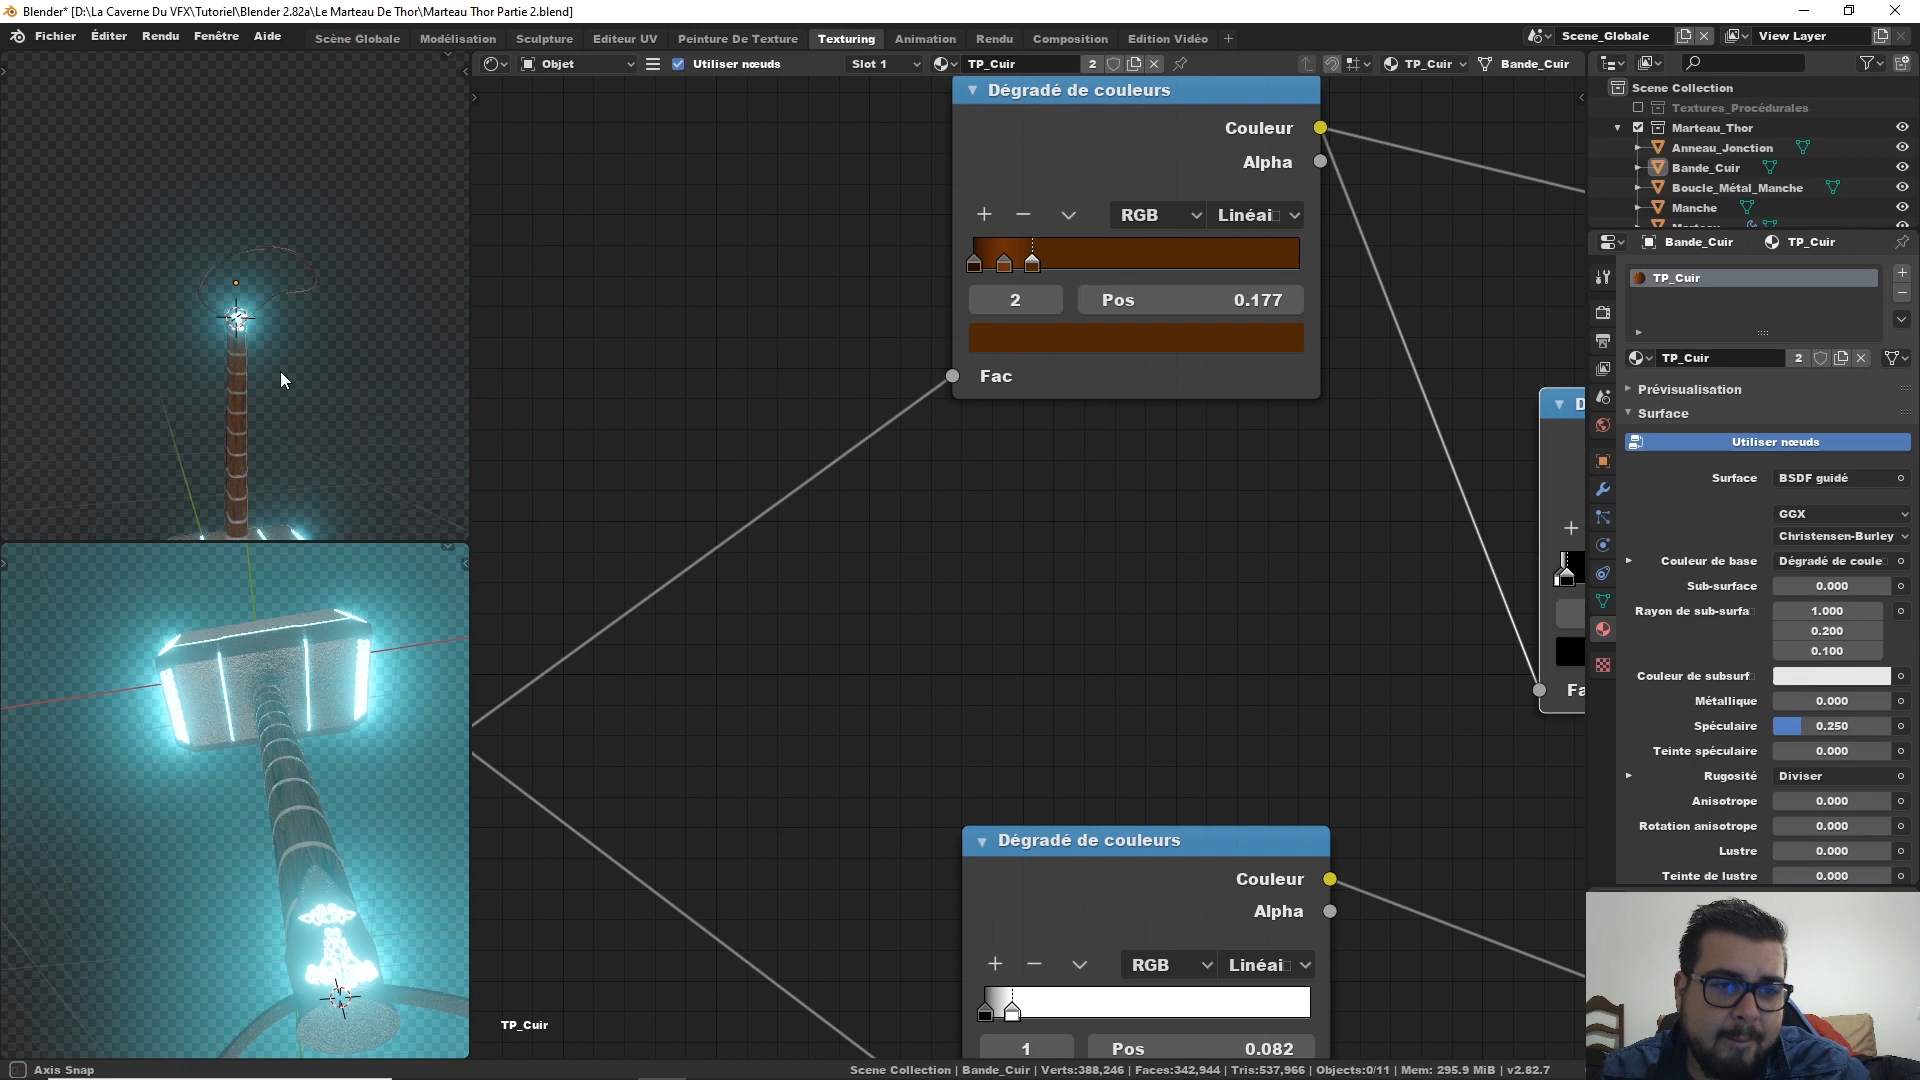 Blender* [D:\La Caverne Du VFX\Tutoriel\Blender 2.82a\Le Marteau De Thor\Marteau Thor Partie 2.blend]
Fichier Éditer Rendu Fenêtre Aide Scène Globale Modélisation Sculpture Editeur UV Peinture De Texture Texturing Animation Rendu Composition Edition Vidéo + Scene_Globale View Layer
Objet Utiliser nœuds Slot 1 TP_Cuir 2 TP_Cuir Bande_Cuir
Scene Collection
Textures_Procédurales
Marteau_Thor
Anneau_Jonction
Bande_Cuir
Boucle_Métal_Manche
Manche
Dégradé de couleurs
Couleur
Alpha
RGB Linéai
2 Pos 0.177
Fac
D
Fa
Dégradé de couleurs
Couleur
Alpha
RGB Linéai
1 Pos 0.082
TP_Cuir
Bande_Cuir TP_Cuir
TP_Cuir
TP_Cuir 2
Prévisualisation
Surface
Utiliser nœuds
Surface BSDF guidé
GGX
Christensen-Burley
Couleur de base Dégradé de coule
Sub-surface 0.000
Rayon de sub-surfa 1.000
0.200
0.100
Couleur de subsurf
Métallique 0.000
Spéculaire 0.250
Teinte spéculaire 0.000
Rugosité Diviser
Anisotrope 0.000
Rotation anisotrope 0.000
Lustre 0.000
Teinte de lustre 0.000
Axis Snap
Scene Collection | Bande_Cuir | Verts:388,246 | Faces:342,944 | Tris:537,966 | Objects:0/11 | Mem: 295.9 MiB | v2.82.7